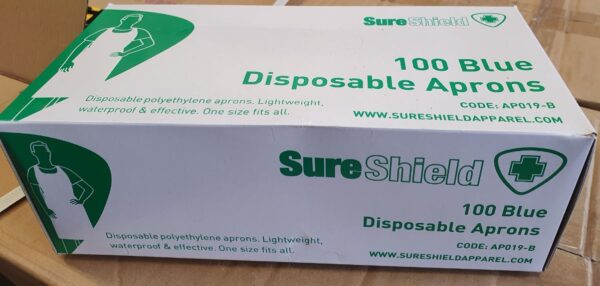 SureShield
100 Blue
Disposable Aprons
Disposable polyethylene aprons. Lightweight,
waterproof & effective. One size fits all.
CODE: AP019-B
WWW.SURESHIELDAPPAREL.COM
SureShield
100 Blue
Disposable Aprons
Disposable polyethylene aprons. Lightweight,
waterproof & effective. One size fits all.
CODE: AP019-B
WWW.SURESHIELDAPPAREL.COM